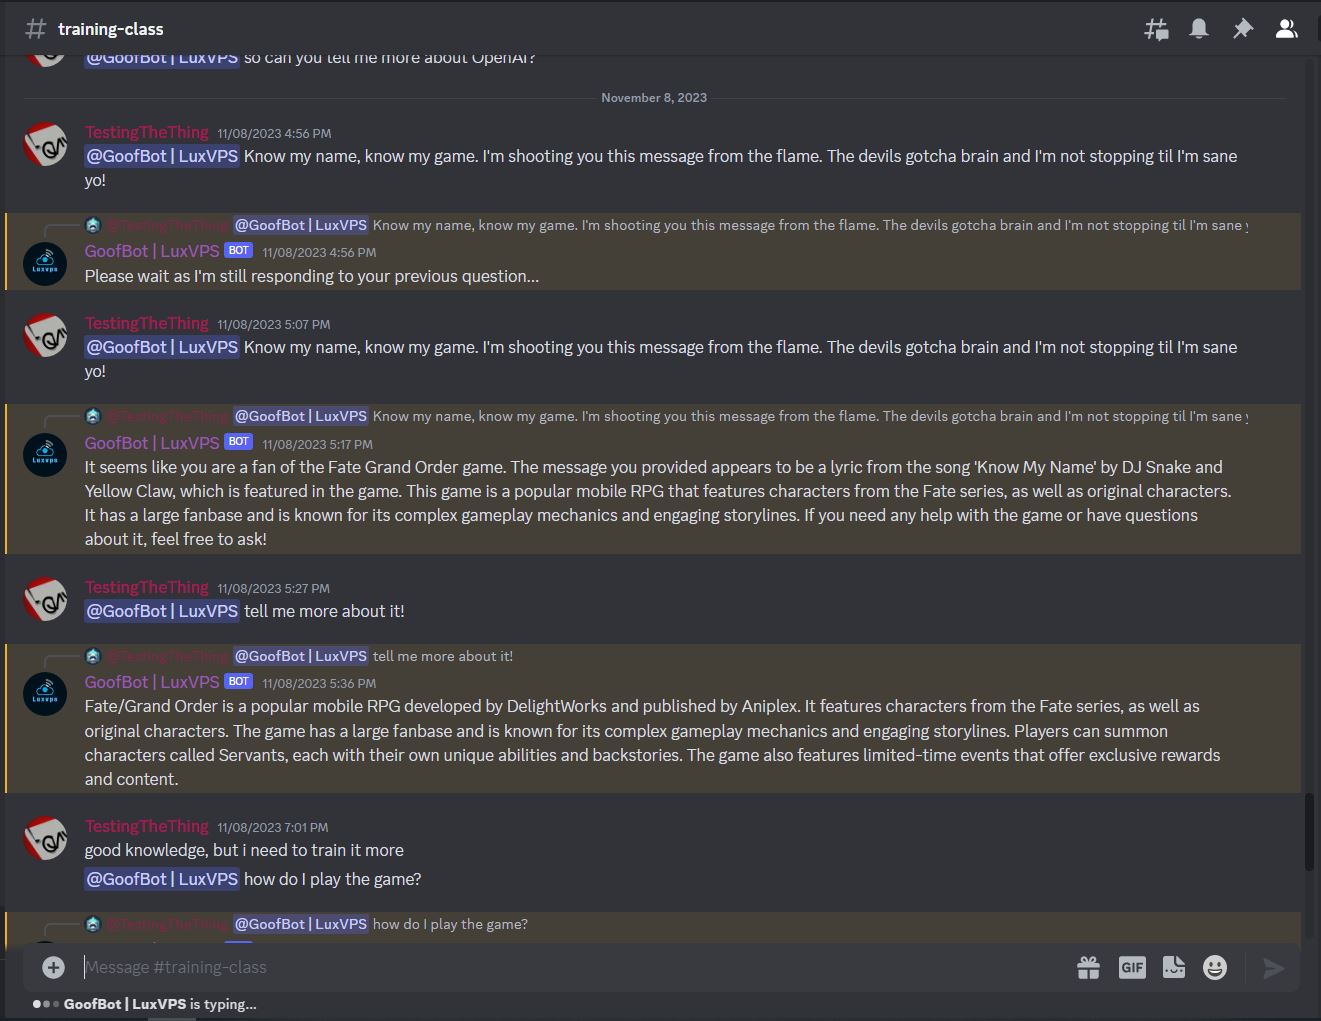 training-class
@GoofBot | LuxVPS so can you tell me more about OpenAI?
November 8, 2023
TestingTheThing 11/08/2023 4:56 PM
@GoofBot | LuxVPS Know my name, know my game. I'm shooting you this message from the flame. The devils gotcha brain and I'm not stopping til I'm sane
yo!
@TestingTheThing @GoofBot | LuxVPS Know my name, know my game. I'm shooting you this message from the flame. The devils gotcha brain and I'm not stopping til I'm sane
GoofBot | LuxVPS BOT 11/08/2023 4:56 PM
Luxvps
Please wait as I'm still responding to your previous question...
TestingTheThing 11/08/2023 5:07 PM
@GoofBot | LuxVPS Know my name, know my game. I'm shooting you this message from the flame. The devils gotcha brain and I'm not stopping til I'm sane
yo!
@TestingTheThing @GoofBot | LuxVPS Know my name, know my game. I'm shooting you this message from the flame. The devils gotcha brain and I'm not stopping til I'm sane
GoofBot | LuxVPS BOT 11/08/2023 5:17 PM
Luxvps
It seems like you are a fan of the Fate Grand Order game. The message you provided appears to be a lyric from the song 'Know My Name' by DJ Snake and
Yellow Claw, which is featured in the game. This game is a popular mobile RPG that features characters from the Fate series, as well as original characters.
It has a large fanbase and is known for its complex gameplay mechanics and engaging storylines. If you need any help with the game or have questions
about it, feel free to ask!
TestingTheThing 11/08/2023 5:27 PM
@GoofBot | LuxVPS tell me more about it!
@TestingTheThing @GoofBot | LuxVPS tell me more about it!
GoofBot | LuxVPS BOT 11/08/2023 5:36 PM
Luxvps
Fate/Grand Order is a popular mobile RPG developed by DelightWorks and published by Aniplex. It features characters from the Fate series, as well as
original characters. The game has a large fanbase and is known for its complex gameplay mechanics and engaging storylines. Players can summon
characters called Servants, each with their own unique abilities and backstories. The game also features limited-time events that offer exclusive rewards
and content.
TestingTheThing 11/08/2023 7:01 PM
good knowledge, but i need to train it more
@GoofBot | LuxVPS how do I play the game?
@TestingTheThing @GoofBot | LuxVPS how do I play the game?
Message #training-class
GIF
GoofBot | LuxVPS is typing...